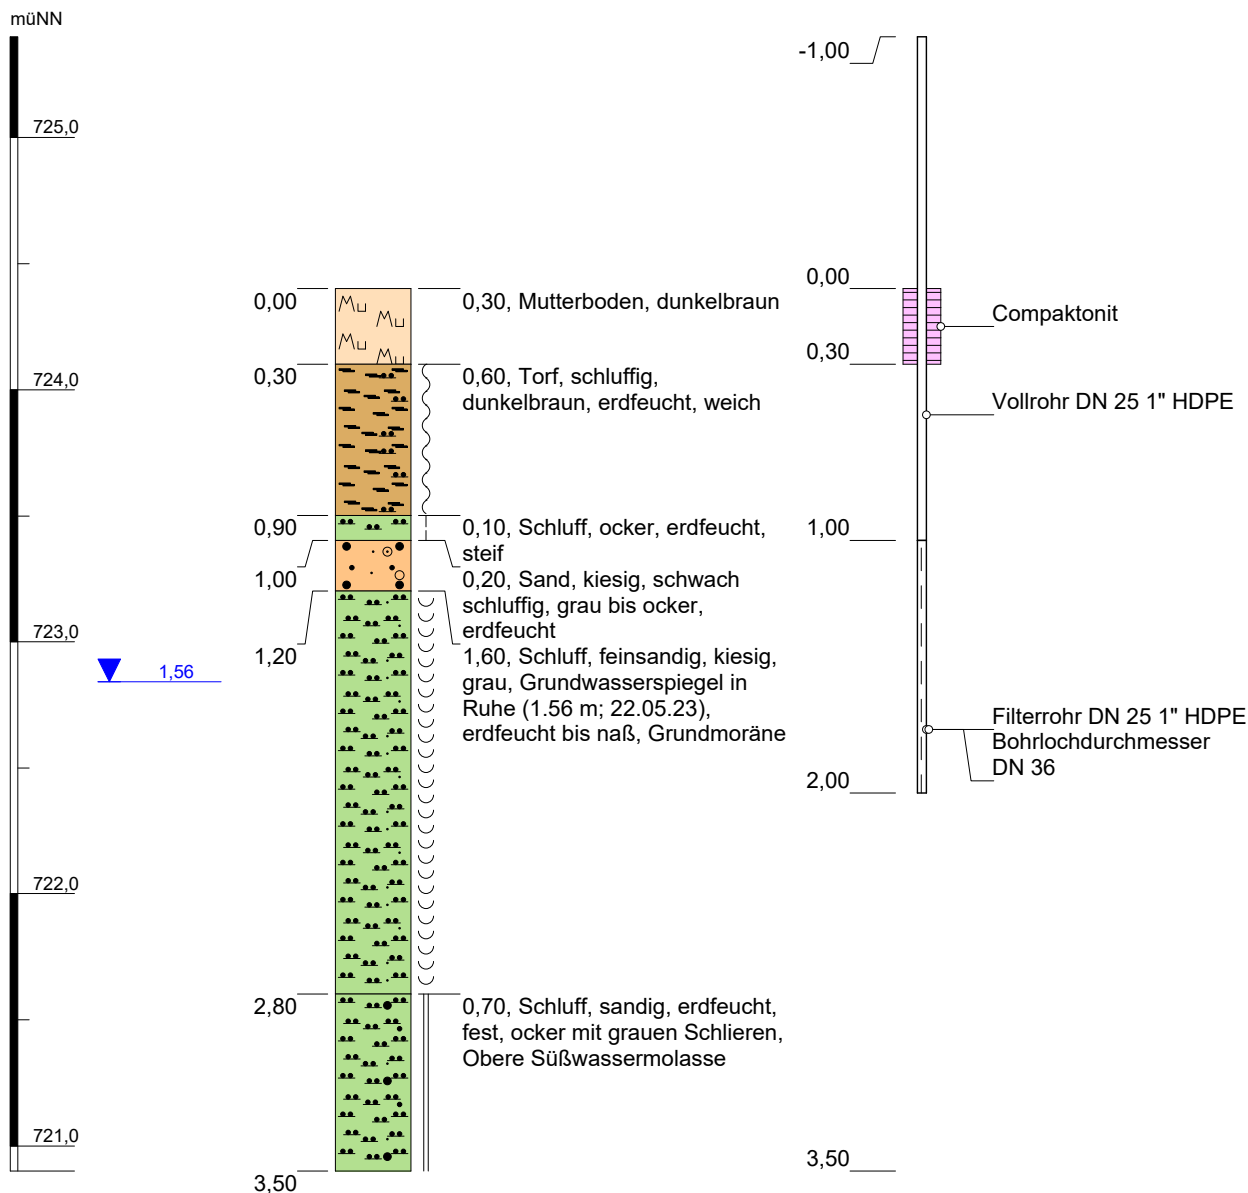 müNN
725,0
724,0
723,0
722,0
721,0
1,56
0,00
0,30
0,90
1,00
1,20
2,80
3,50
0,30, Mutterboden, dunkelbraun
0,60, Torf, schluffig,
dunkelbraun, erdfeucht, weich
0,10, Schluff, ocker, erdfeucht,
steif
0,20, Sand, kiesig, schwach
schluffig, grau bis ocker,
erdfeucht
1,60, Schluff, feinsandig, kiesig,
grau, Grundwasserspiegel in
Ruhe (1.56 m; 22.05.23),
erdfeucht bis naß, Grundmoräne
0,70, Schluff, sandig, erdfeucht,
fest, ocker mit grauen Schlieren,
Obere Süßwassermolasse
-1,00
0,00
0,30
1,00
2,00
3,50
Compaktonit
Vollrohr DN 25 1" HDPE
Filterrohr DN 25 1" HDPE
Bohrlochdurchmesser
DN 36